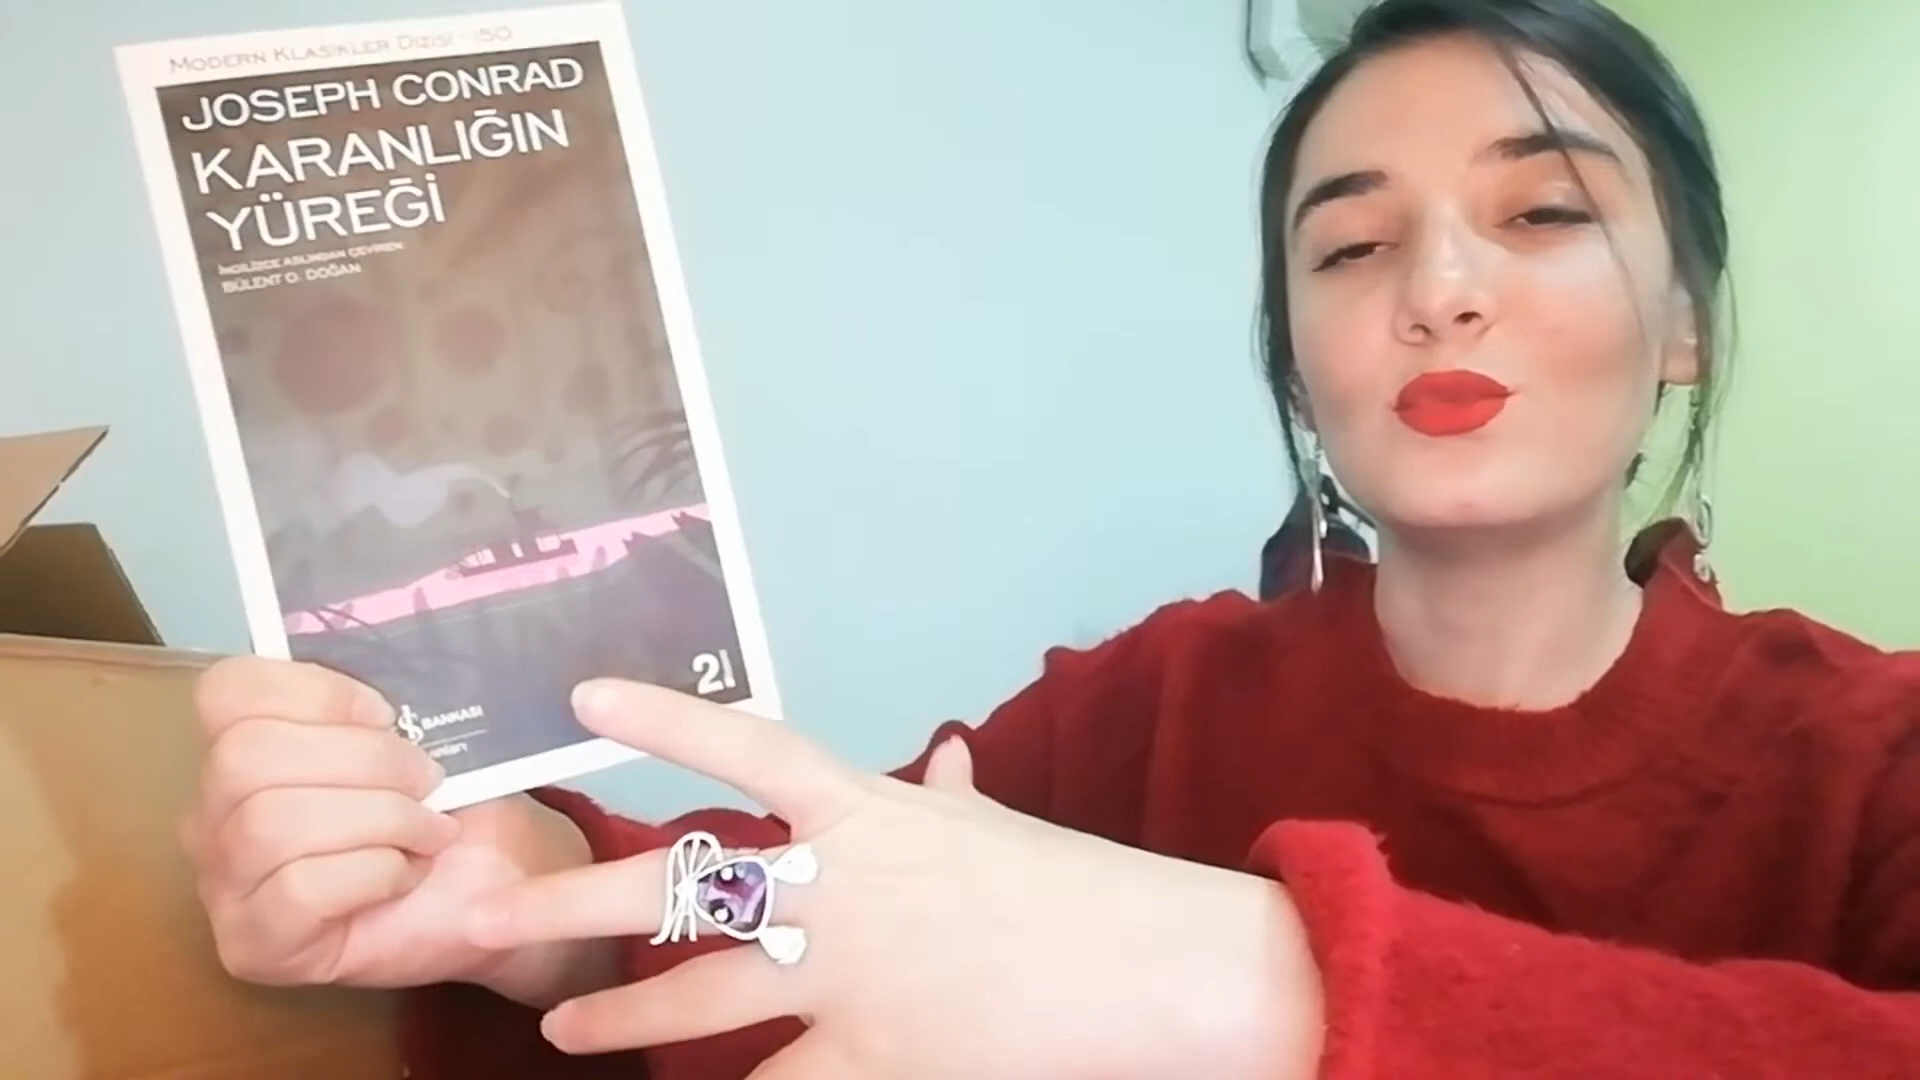 MODERN KLASİKLER DİZİSİ - 150
JOSEPH CONRAD
KARANLIĞIN
YÜREĞİ
İNGİLİZCE ASLINDAN ÇEVİREN:
BÜLENT O. DOĞAN
2
BANKASI